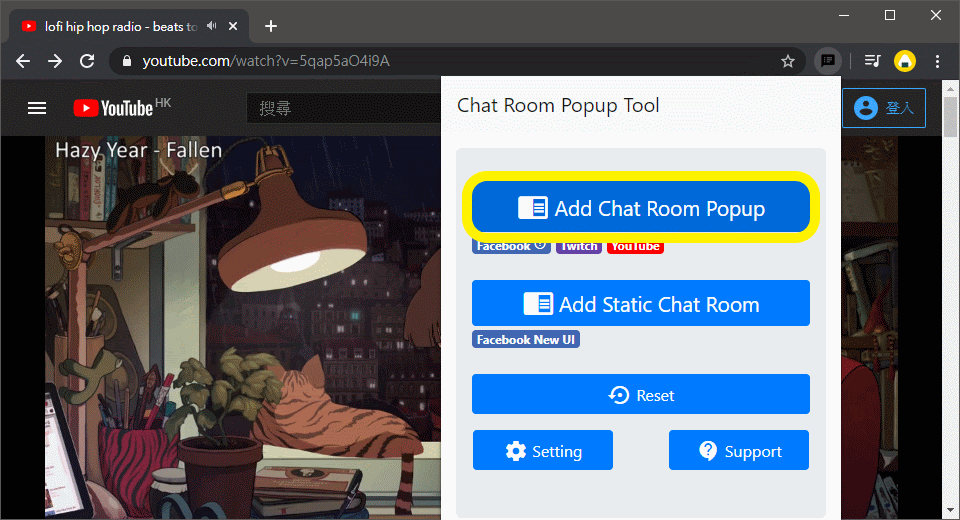 lofi hip hop radio - beats to
youtube.com/watch?v=5qap5aO4i9A
YouTube HK
搜尋
登入
Hazy Year - Fallen
Chat Room Popup Tool
Add Chat Room Popup
Facebook Twitch YouTube
Add Static Chat Room
Facebook New UI
Reset
Setting Support